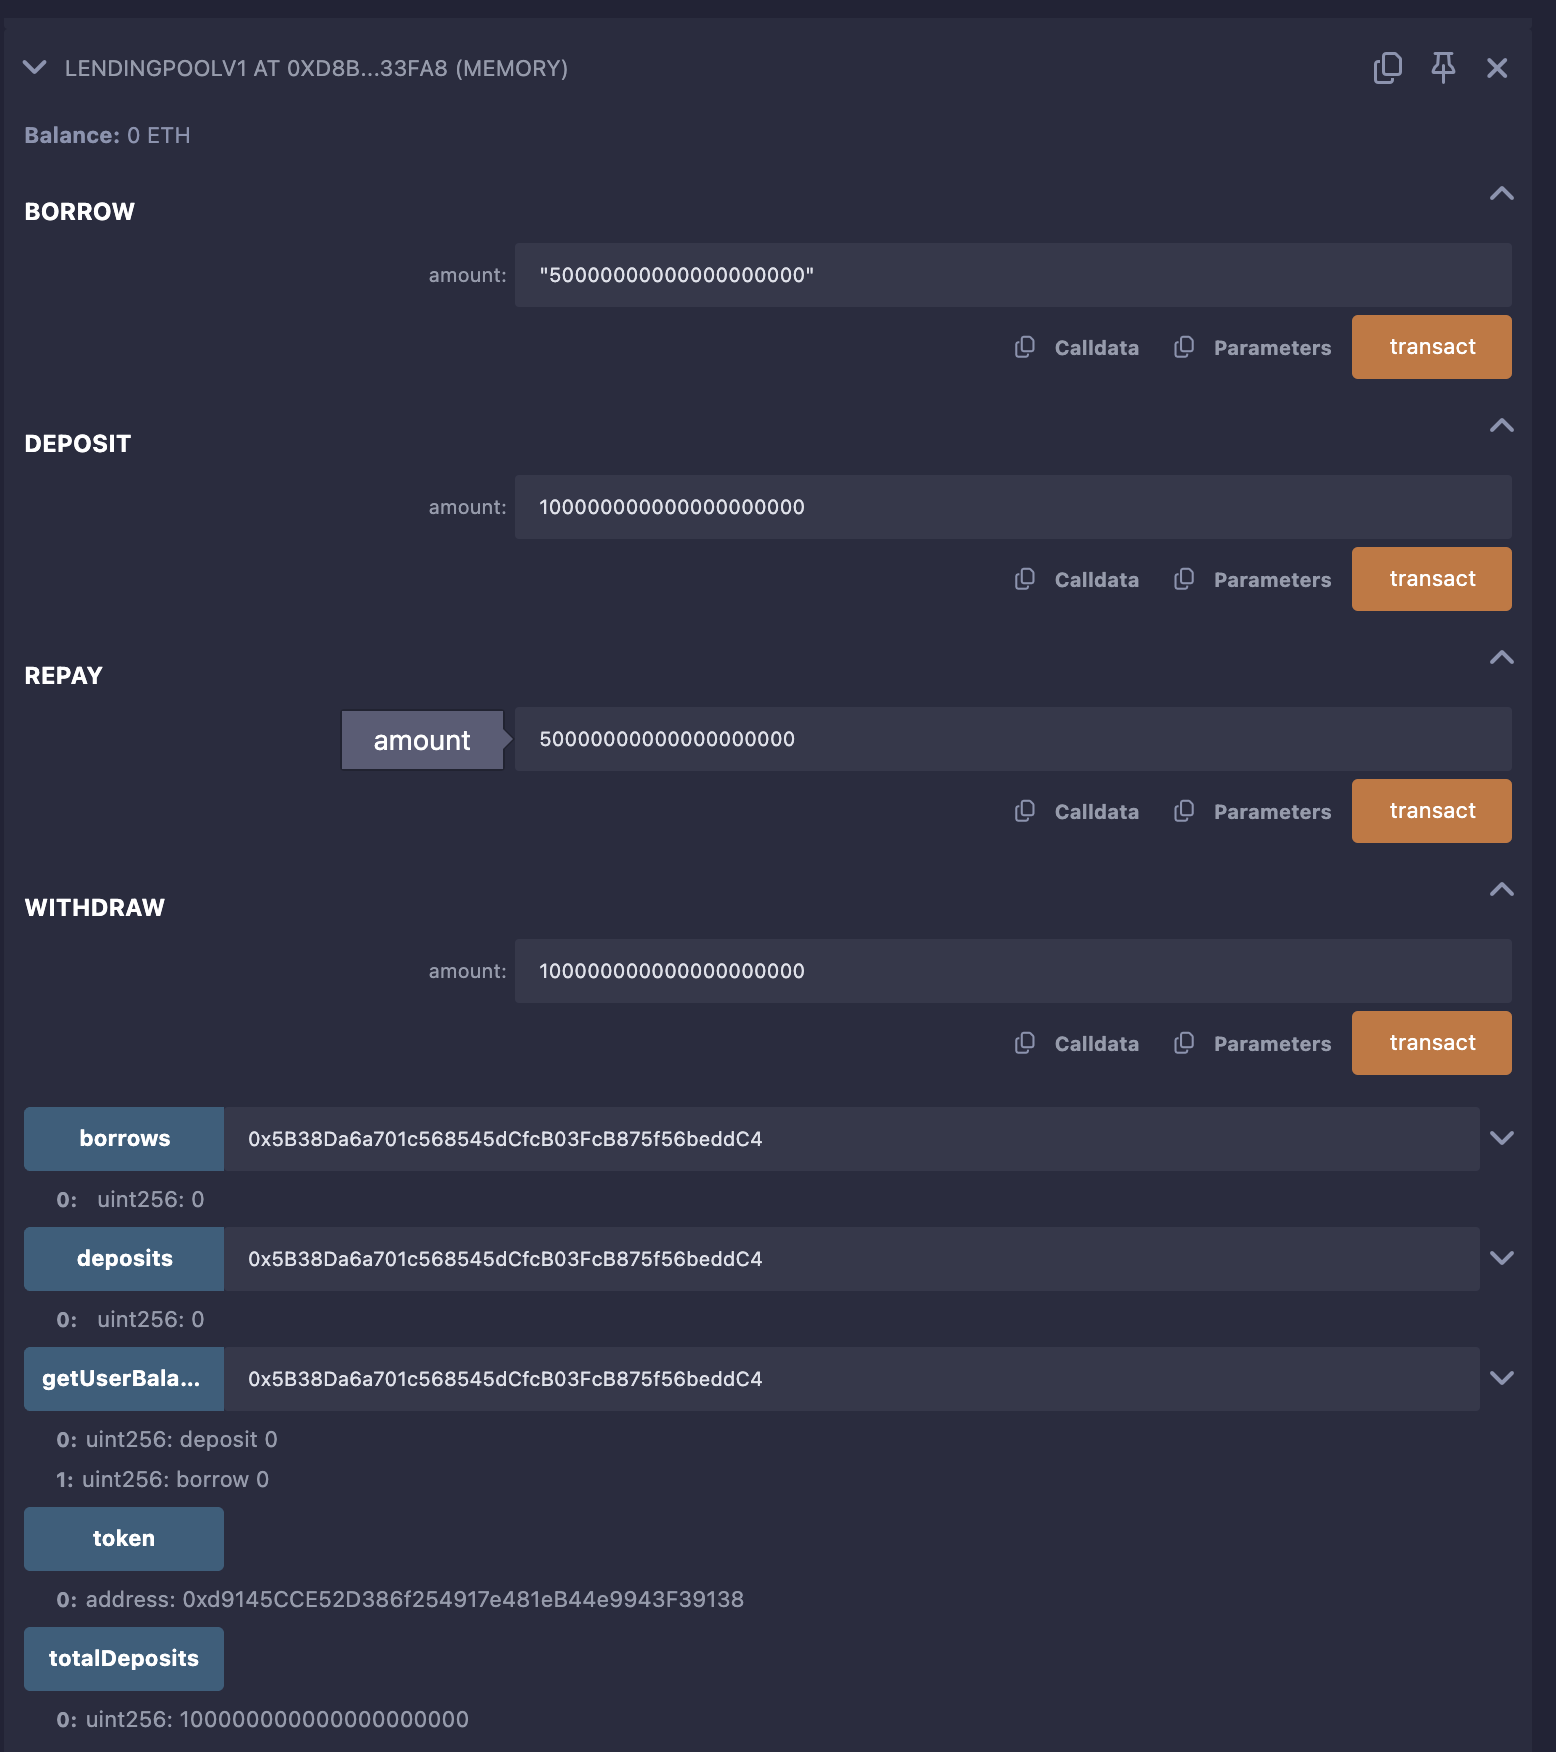 LENDINGPOOLV1 AT 0XD8B...33FA8 (MEMORY)
Balance: 0 ETH
BORROW
amount: "50000000000000000000"
Calldata Parameters transact
DEPOSIT
amount: 100000000000000000000
Calldata Parameters transact
REPAY
amount 50000000000000000000
Calldata Parameters transact
WITHDRAW
amount: 100000000000000000000
Calldata Parameters transact
borrows 0x5B38Da6a701c568545dCfcB03FcB875f56beddC4
0: uint256: 0
deposits 0x5B38Da6a701c568545dCfcB03FcB875f56beddC4
0: uint256: 0
getUserBala... 0x5B38Da6a701c568545dCfcB03FcB875f56beddC4
0: uint256: deposit 0
1: uint256: borrow 0
token
0: address: 0xd9145CCE52D386f254917e481eB44e9943F39138
totalDeposits
0: uint256: 100000000000000000000